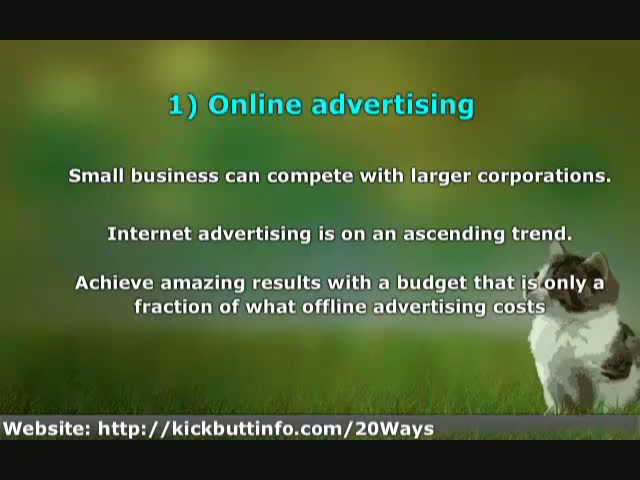 1) Online advertising
Small business can compete with larger corporations.
Internet advertising is on an ascending trend.
Achieve amazing results with a budget that is only a
fraction of what offline advertising costs
Website: http://kickbuttinfo.com/20Ways